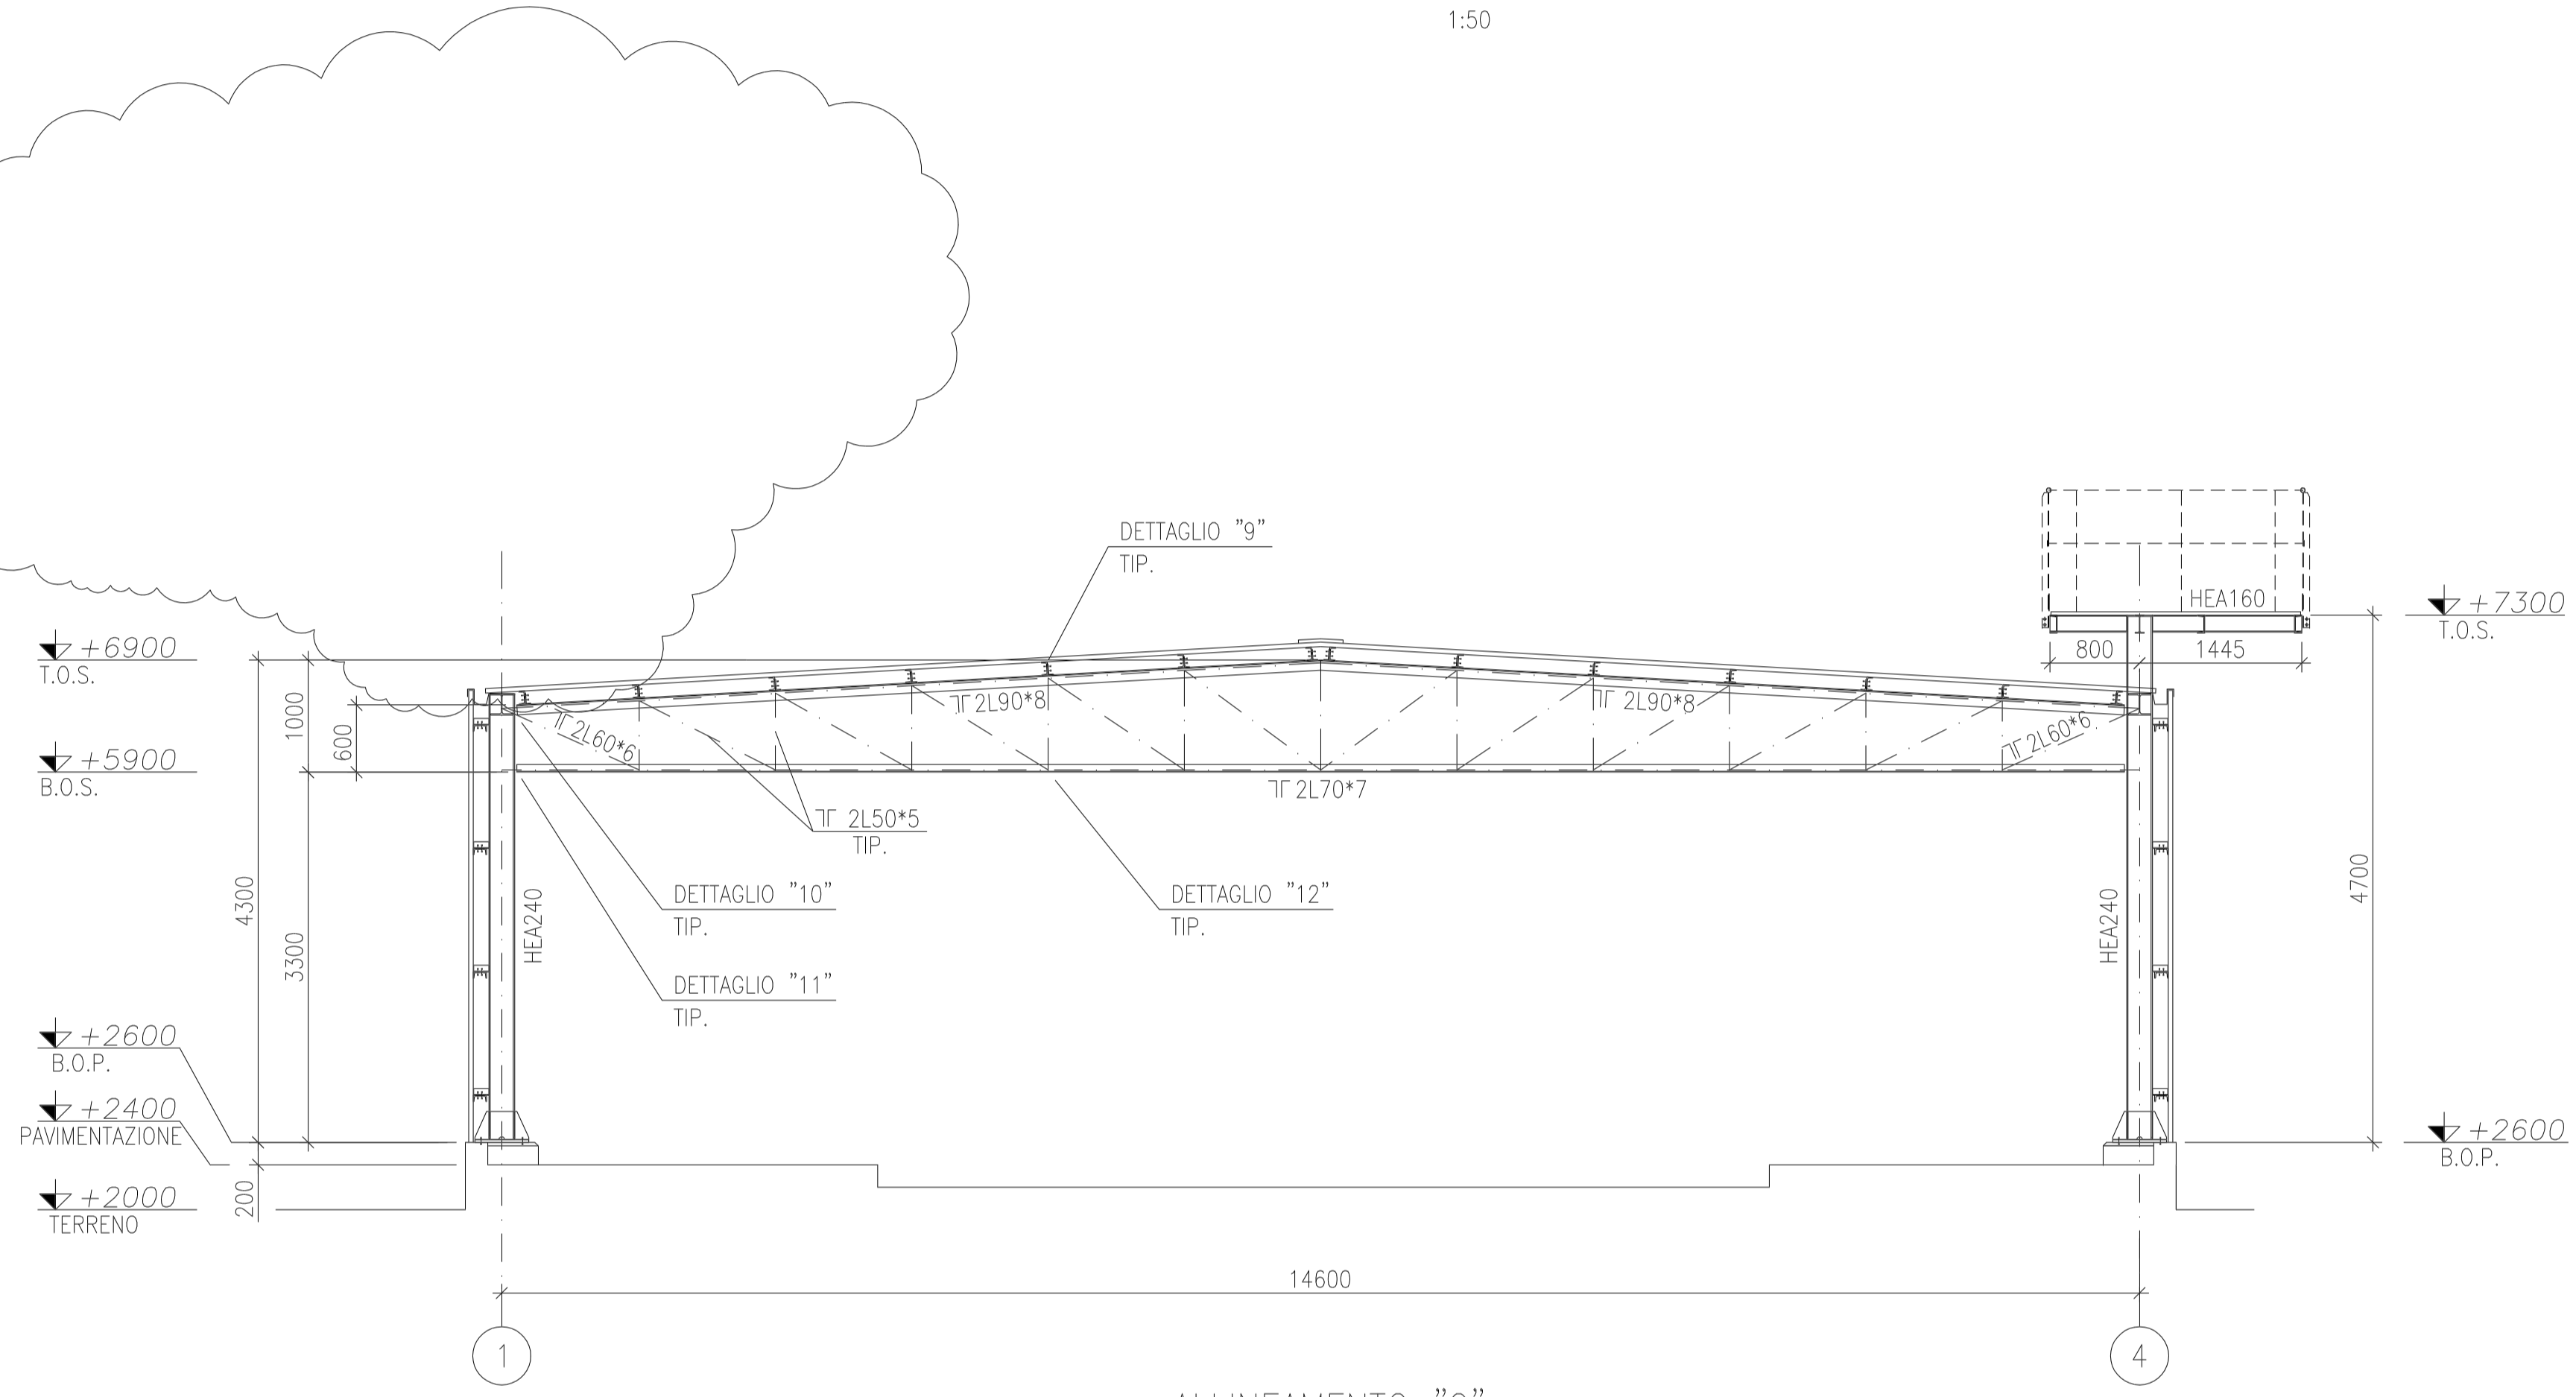 1:50
DETTAGLIO "9"
TIP.
HEA160
+7300
T.O.S.
800
1445
+6900
T.O.S.
1000
600
+5900
B.O.S.
2L60*6
2L90*8
2L90*8
2L60*6
2L70*7
2L50*5
TIP.
DETTAGLIO "10"
TIP.
DETTAGLIO "12"
TIP.
DETTAGLIO "11"
TIP.
HEA240
HEA240
4300
3300
4700
+2600
B.O.P.
+2400
PAVIMENTAZIONE
+2000
TERRENO
200
+2600
B.O.P.
14600
1
4